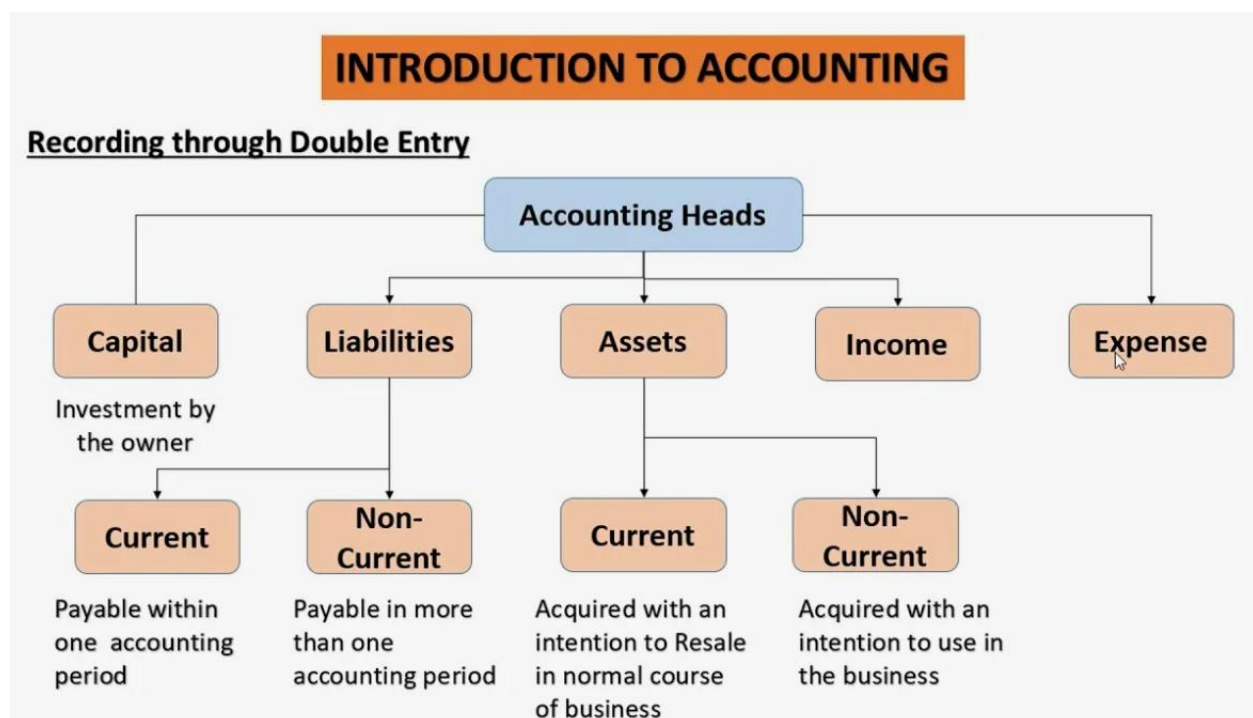 INTRODUCTION TO ACCOUNTING
Recording through Double Entry
Accounting Heads
Capital
Liabilities
Assets
Income
Expense
Investment by
the owner
Current
Non-
Current
Current
Non-
Current
Payable within
one accounting
period
Payable in more
than one
accounting period
Acquired with an
intention to Resale
in normal course
of business
Acquired with an
intention to use in
the business